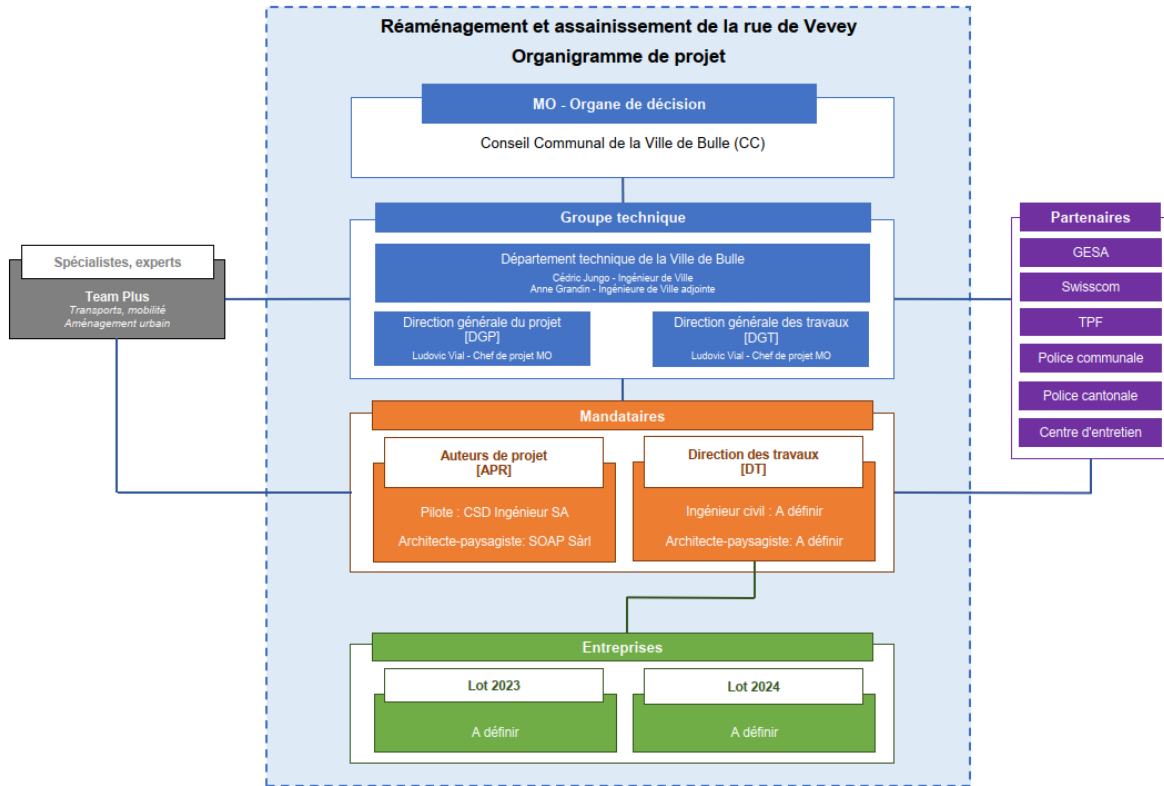 Réaménagement et assainissement de la rue de Vevey
Organigramme de projet
MO - Organe de décision
Conseil Communal de la Ville de Bulle (CC)
Groupe technique
Département technique de la Ville de Bulle
Cédric Jungo - Ingénieur de Ville
Anne Grandin - Ingénieure de Ville adjointe
Direction générale du projet
[DGP]
Ludovic Vial - Chef de projet MO
Direction générale des travaux
[DGT]
Ludovic Vial - Chef de projet MO
Spécialistes, experts
Team Plus
Transports, mobilité
Aménagement urbain
Partenaires
GESA
Swisscom
TPF
Police communale
Police cantonale
Centre d'entretien
Mandataires
Auteurs de projet
[APR]
Pilote : CSD Ingénieur SA
Architecte-paysagiste: SOAP Sàrl
Direction des travaux
[DT]
Ingénieur civil : A définir
Architecte-paysagiste: A définir
Entreprises
Lot 2023
A définir
Lot 2024
A définir